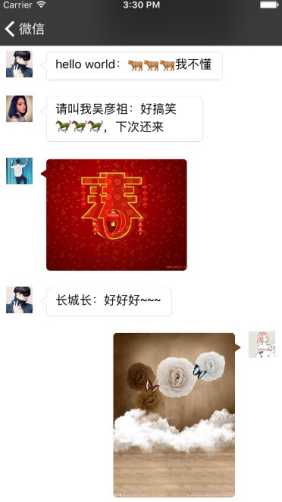 Carrier 3:30 PM
微信
hello world：🐂🐂🐂我不懂
请叫我吴彦祖：好搞笑
🐎🐎🐎，下次还来
春
长城长：好好好~~~